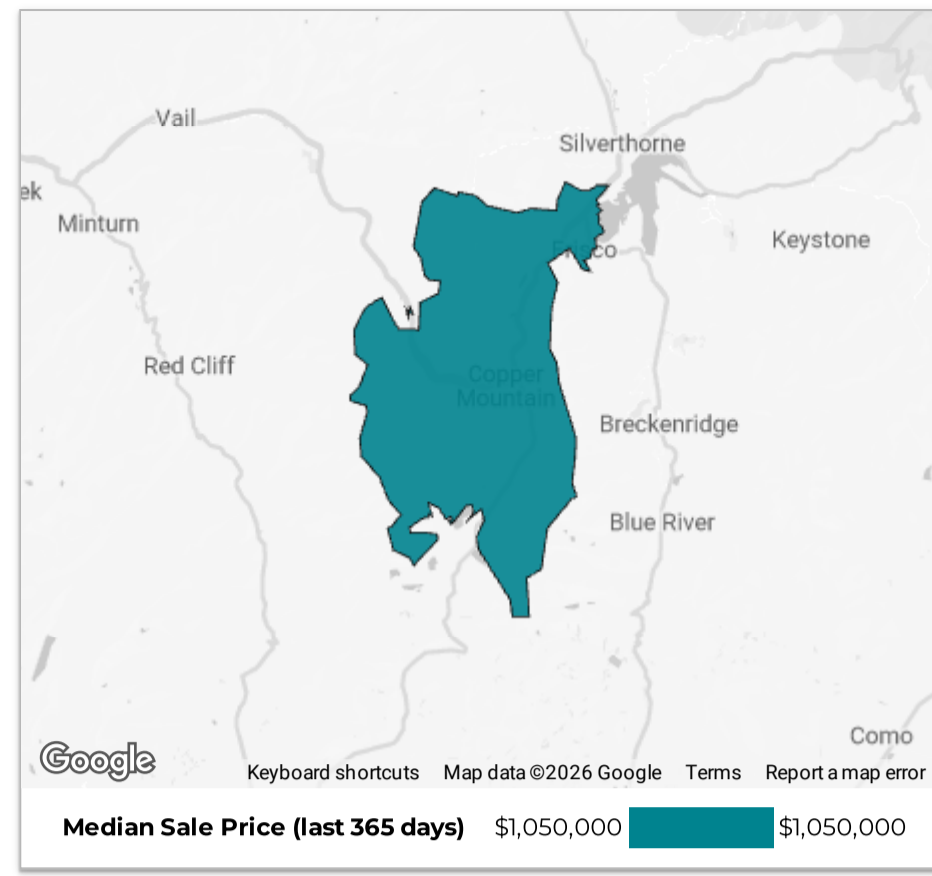 Vail
Silverthorne
ek
Minturn
Keystone
Frisco
Red Cliff
Copper
Mountain
Breckenridge
Blue River
Como
Google
Keyboard shortcuts Map data ©2026 Google Terms Report a map error
Median Sale Price (last 365 days) $1,050,000 $1,050,000